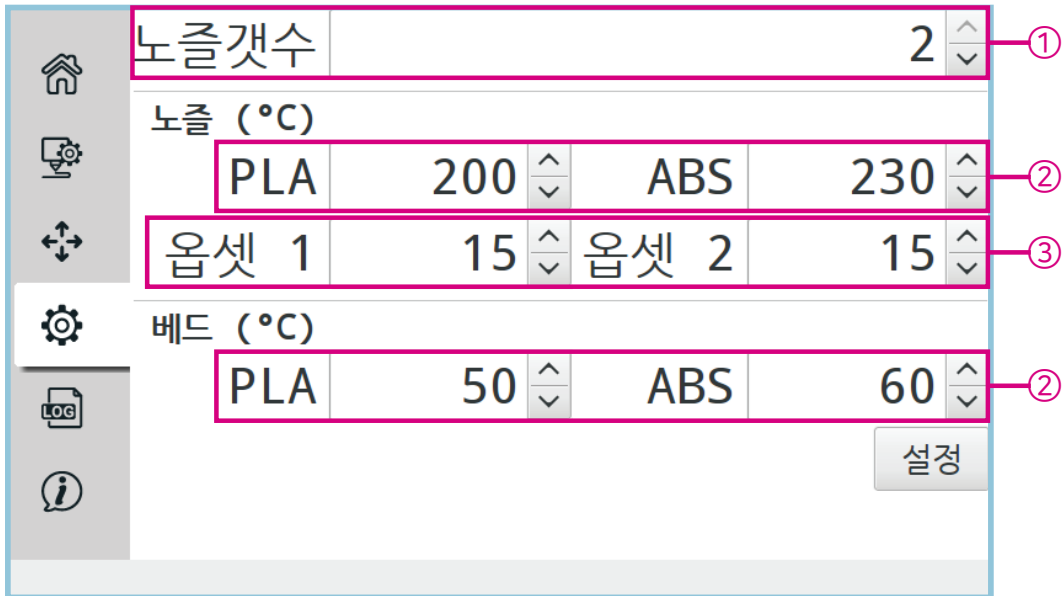 노즐갯수 2 ①
노즐 (°C)
PLA 200 ABS 230 ②
옵셋 1 15 옵셋 2 15 ③
베드 (°C)
PLA 50 ABS 60 ②
LOG
설정
i